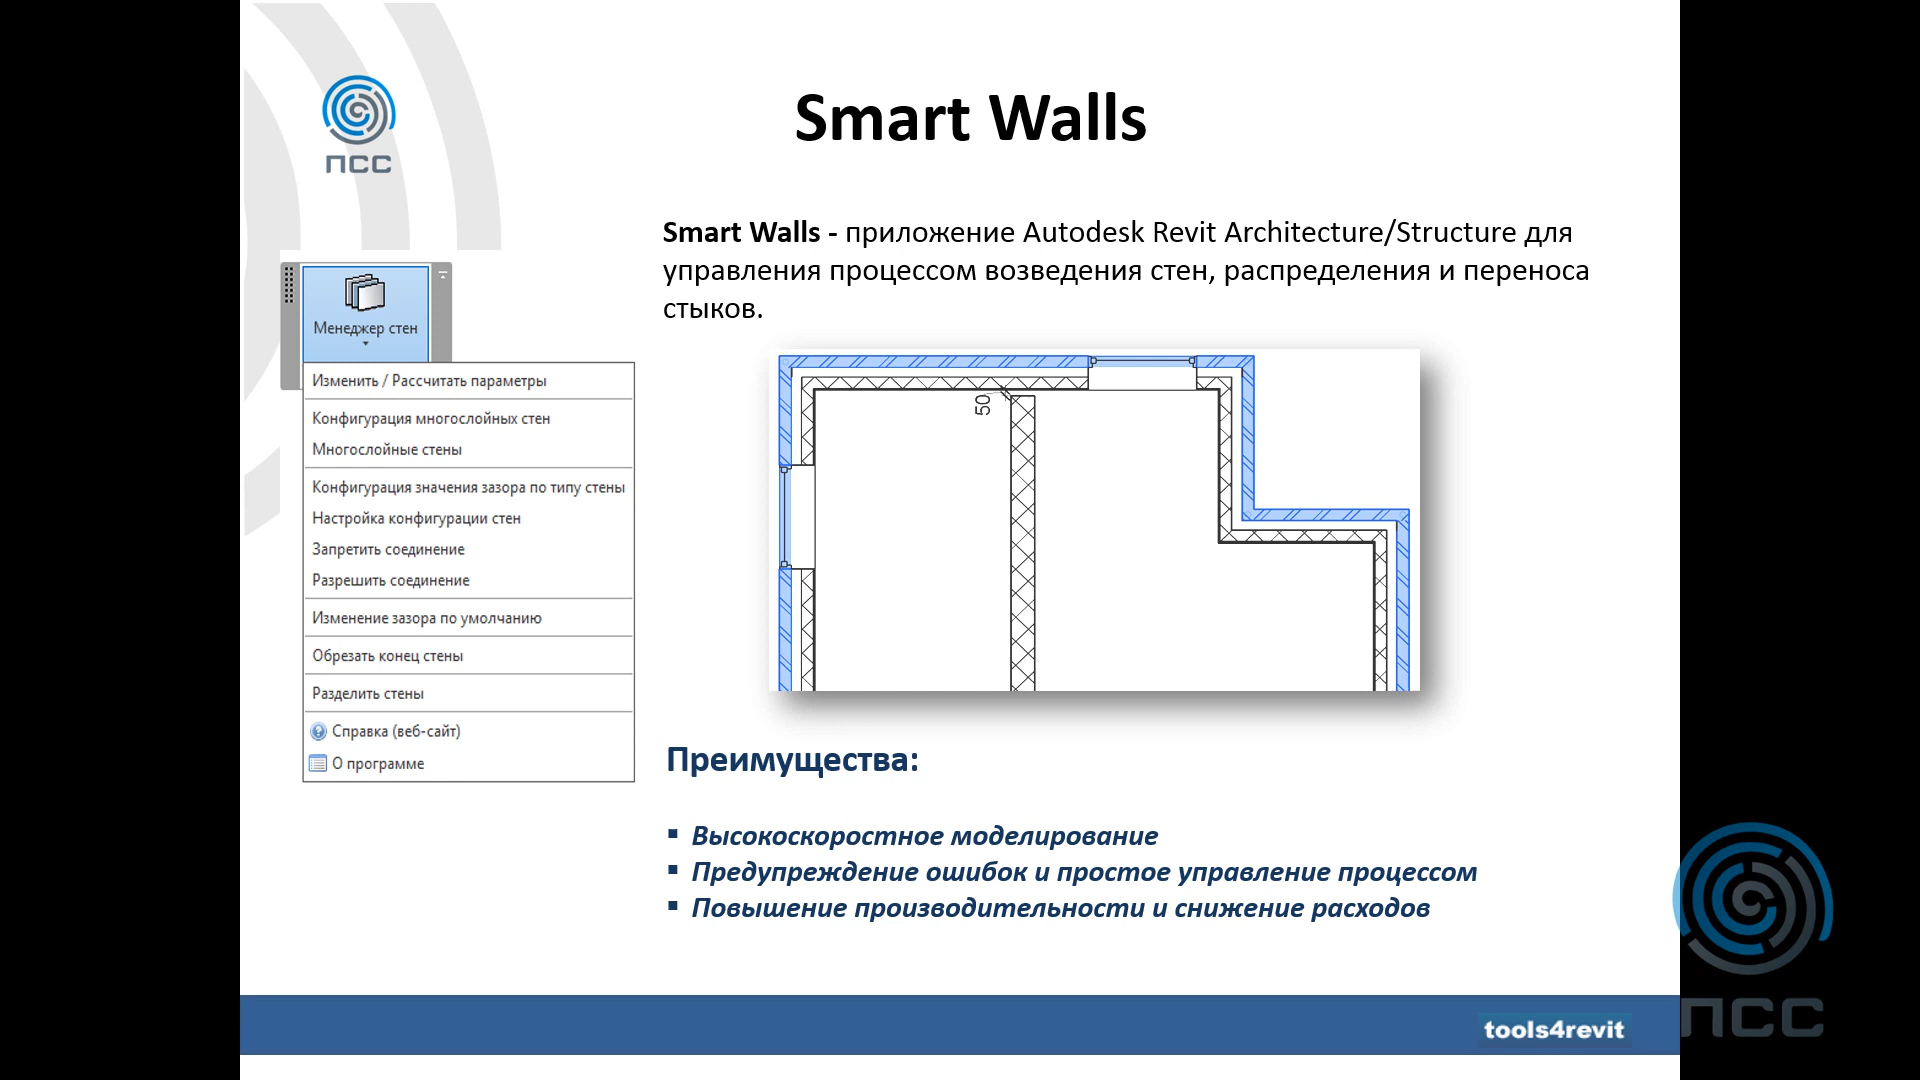 ПСС
Smart Walls
Smart Walls - приложение Autodesk Revit Architecture/Structure для
управления процессом возведения стен, распределения и переноса
стыков.
Менеджер стен
Изменить / Рассчитать параметры
Конфигурация многослойных стен
Многослойные стены
Конфигурация значения зазора по типу стены
Настройка конфигурации стен
Запретить соединение
Разрешить соединение
Изменение зазора по умолчанию
Обрезать конец стены
Разделить стены
Справка (веб-сайт)
О программе
50
Преимущества:
▪ Высокоскоростное моделирование
▪ Предупреждение ошибок и простое управление процессом
▪ Повышение производительности и снижение расходов
tools4revit
ПСС